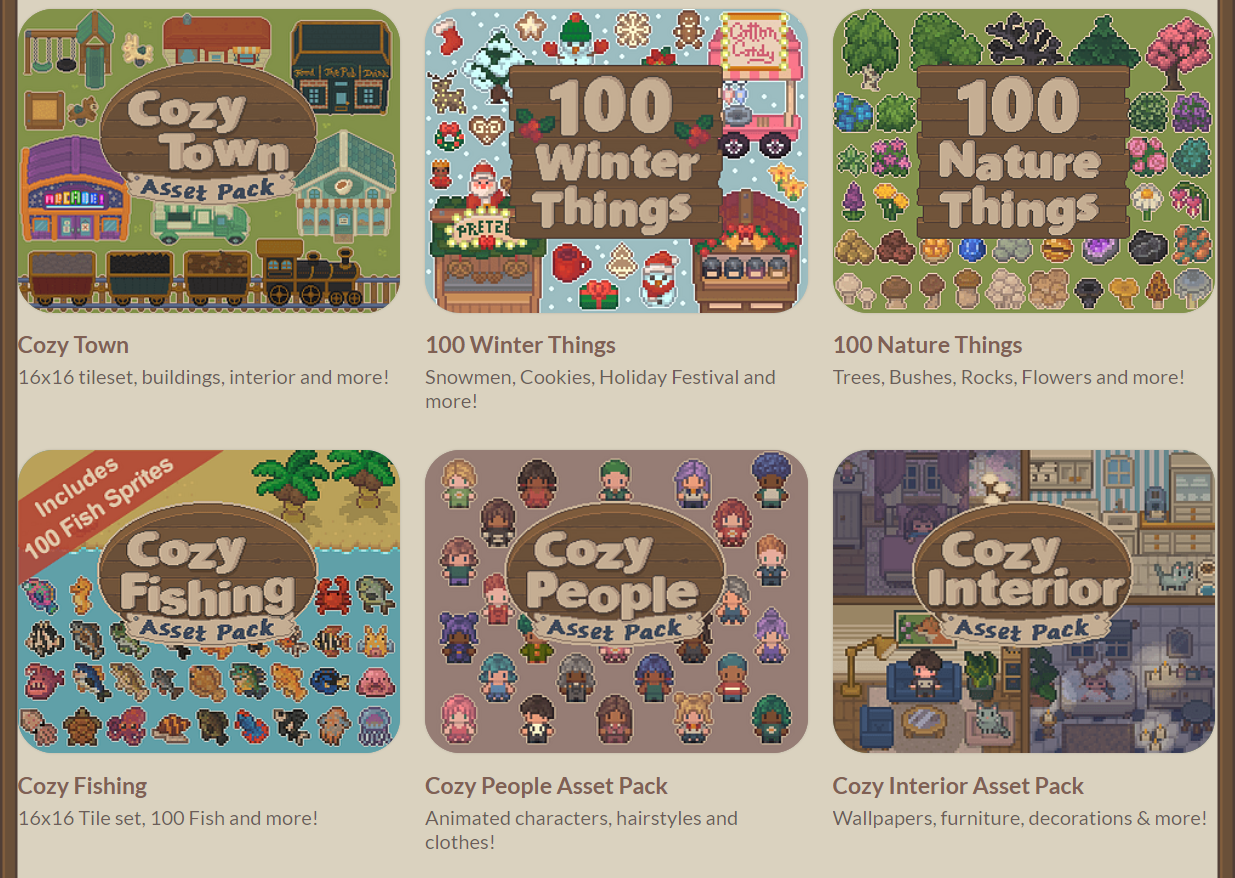 Food | The Pub | Drink
ARCADE!
Cozy
Town
Asset Pack
Cotton
Candy
100
Winter
Things
PRETZE
100
Nature
Things
Cozy Town
16x16 tileset, buildings, interior and more!
100 Winter Things
Snowmen, Cookies, Holiday Festival and
more!
100 Nature Things
Trees, Bushes, Rocks, Flowers and more!
Includes
100 Fish Sprites
Cozy
Fishing
Asset Pack
Cozy
People
Asset Pack
Cozy
Interior
Asset Pack
Cozy Fishing
16x16 Tile set, 100 Fish and more!
Cozy People Asset Pack
Animated characters, hairstyles and
clothes!
Cozy Interior Asset Pack
Wallpapers, furniture, decorations & more!